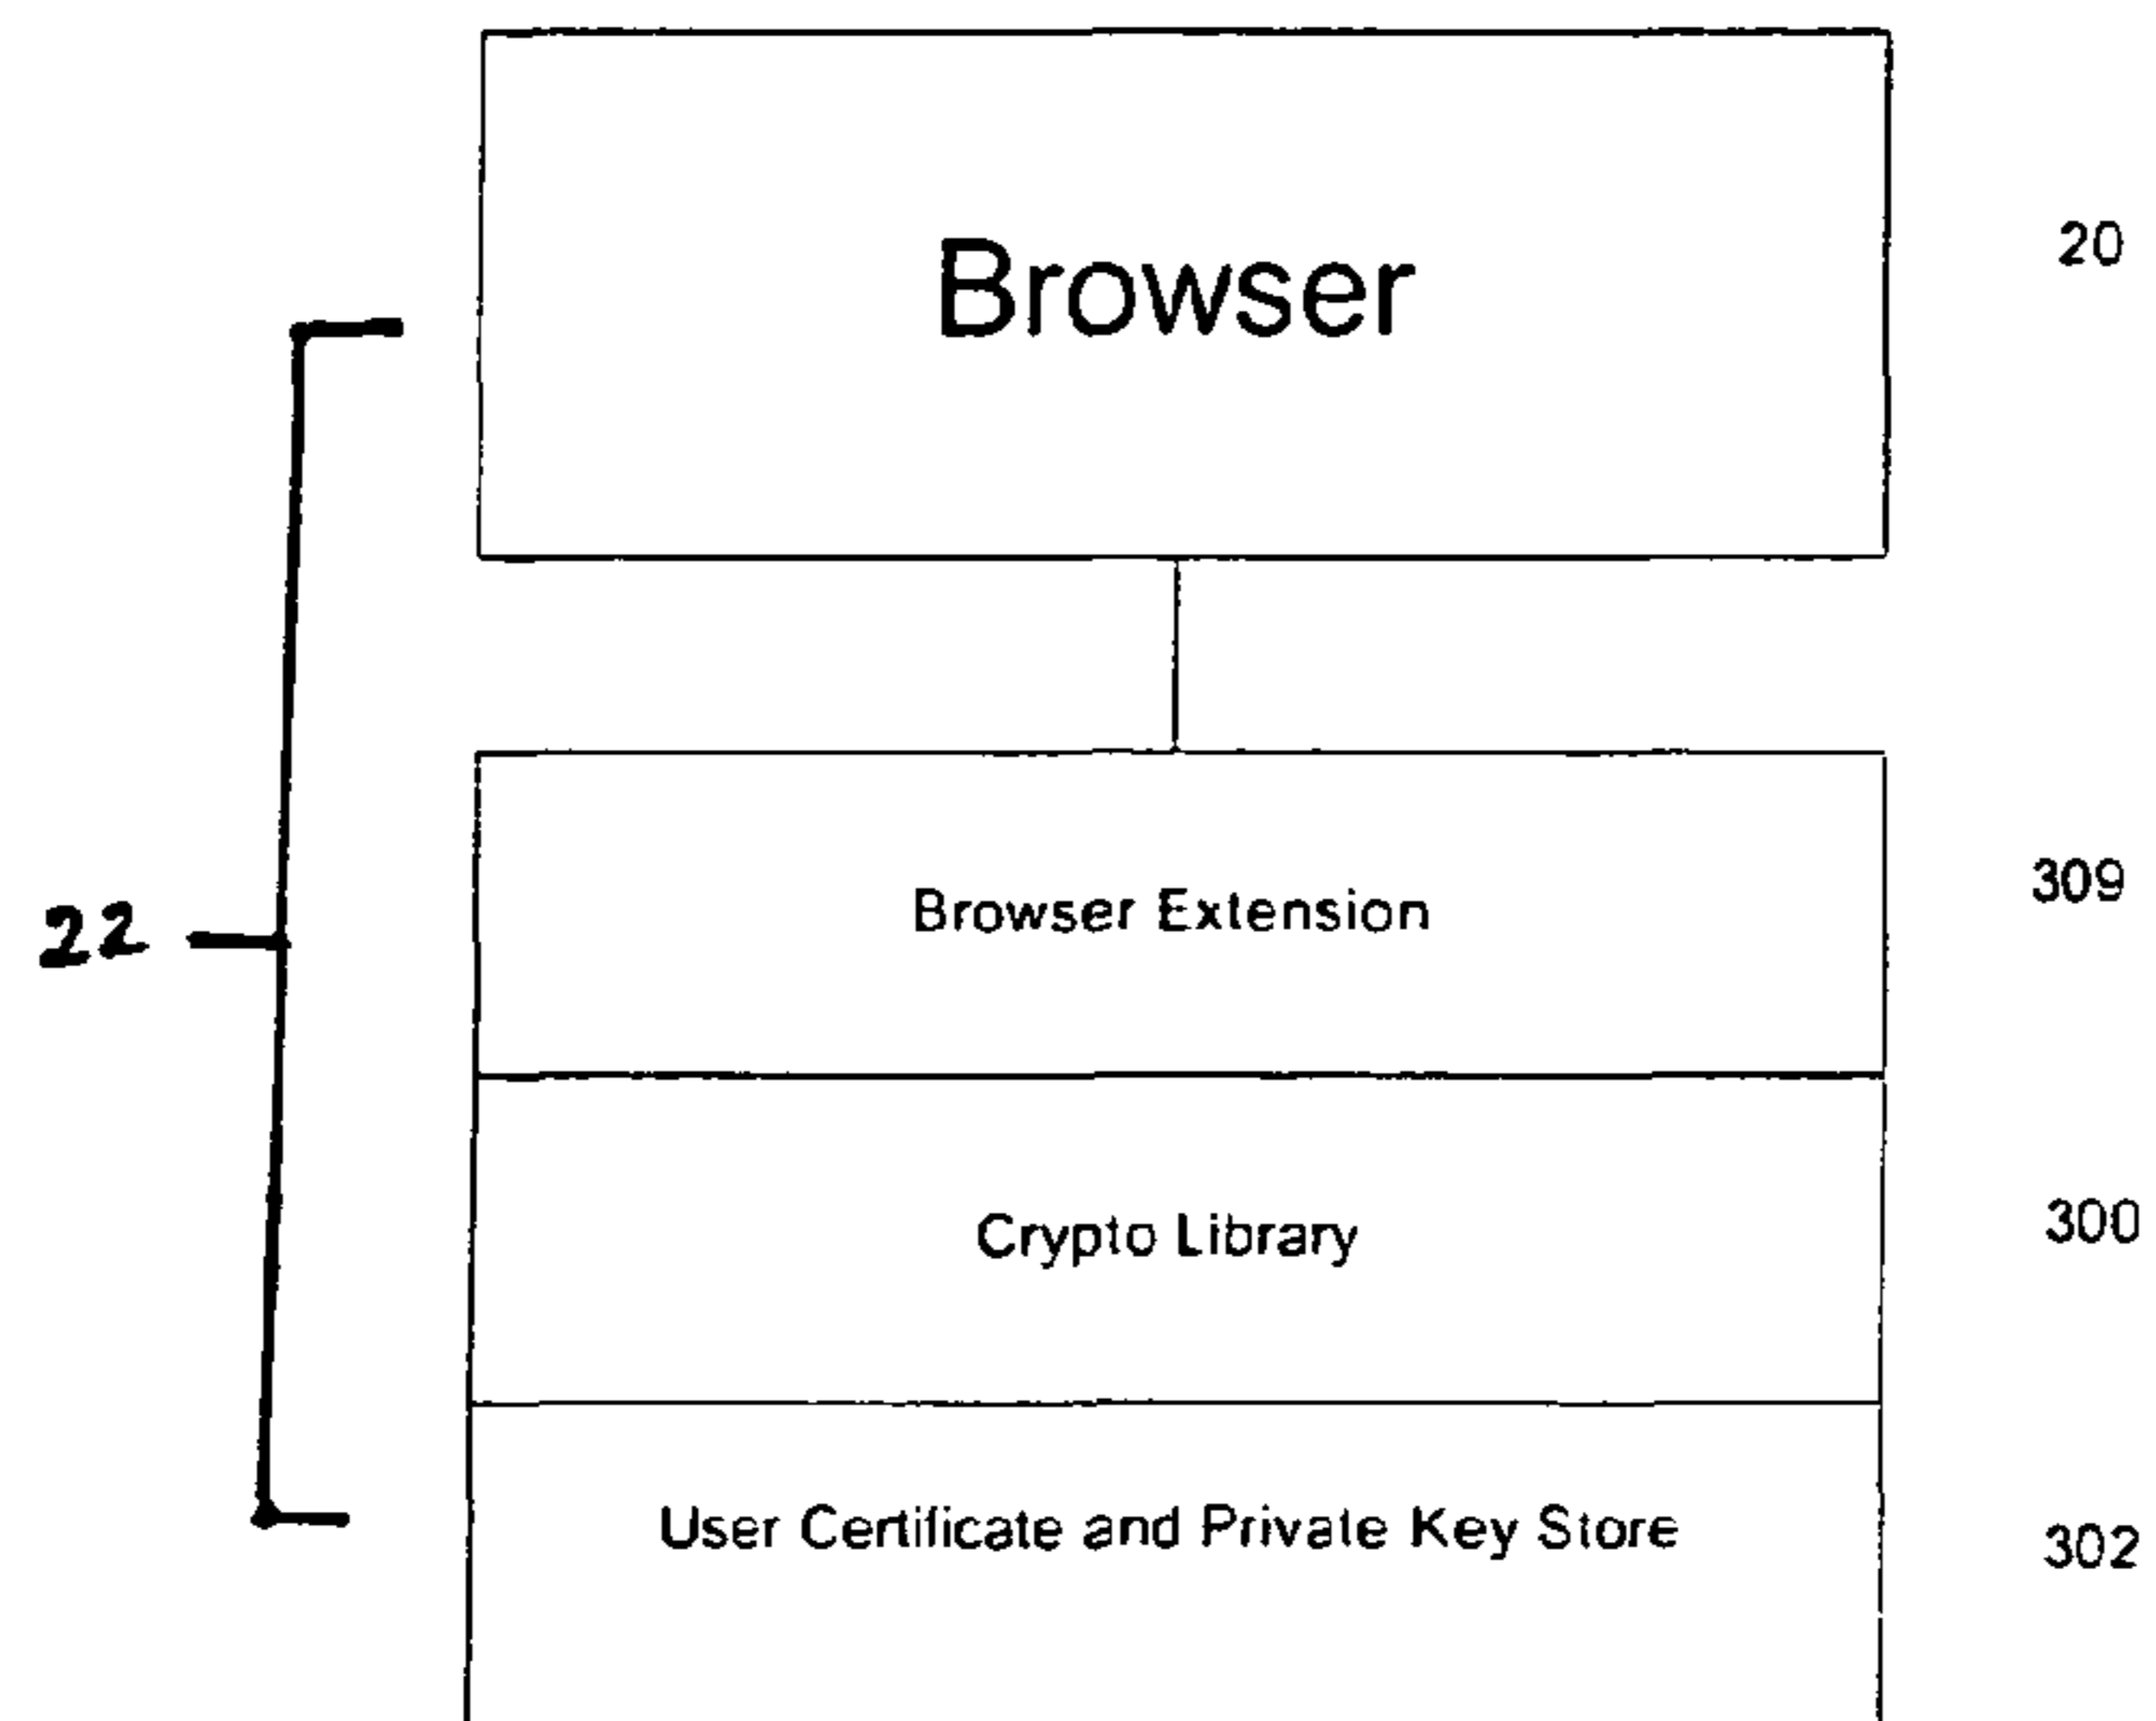 20
Browser
309
Browser Extension
22
300
Crypto Library
User Certificate and Private Key Store
302